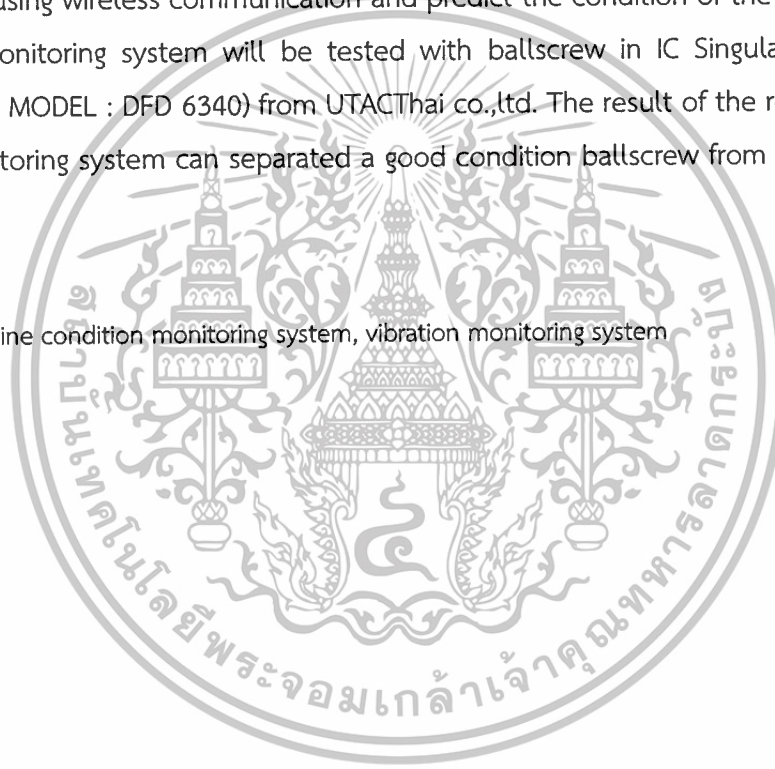 using wireless communication and predict the condition of the
onitoring system will be tested with ballscrew in IC Singula
MODEL : DFD 6340) from UTACThai co.,ltd. The result of the r
toring system can separated a good condition ballscrew from
ine condition monitoring system, vibration monitoring system
สถาบันเทคโนโลยีพระจอมเกล้าเจ้าคุณทหารลาดกระบัง
๔